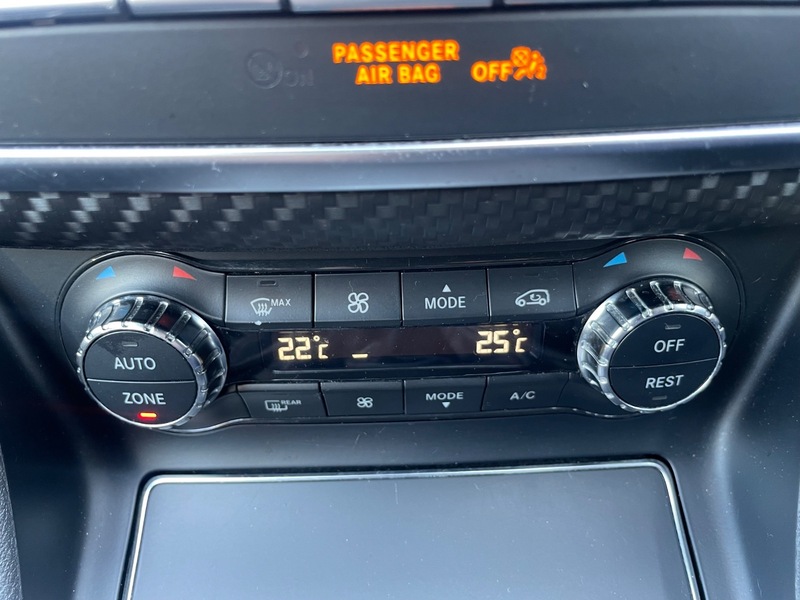 PASSENGER
AIR BAG OFF
ON
MAX
MODE
22°C
25°C
AUTO
ZONE
OFF
REST
REAR
MODE
A/C